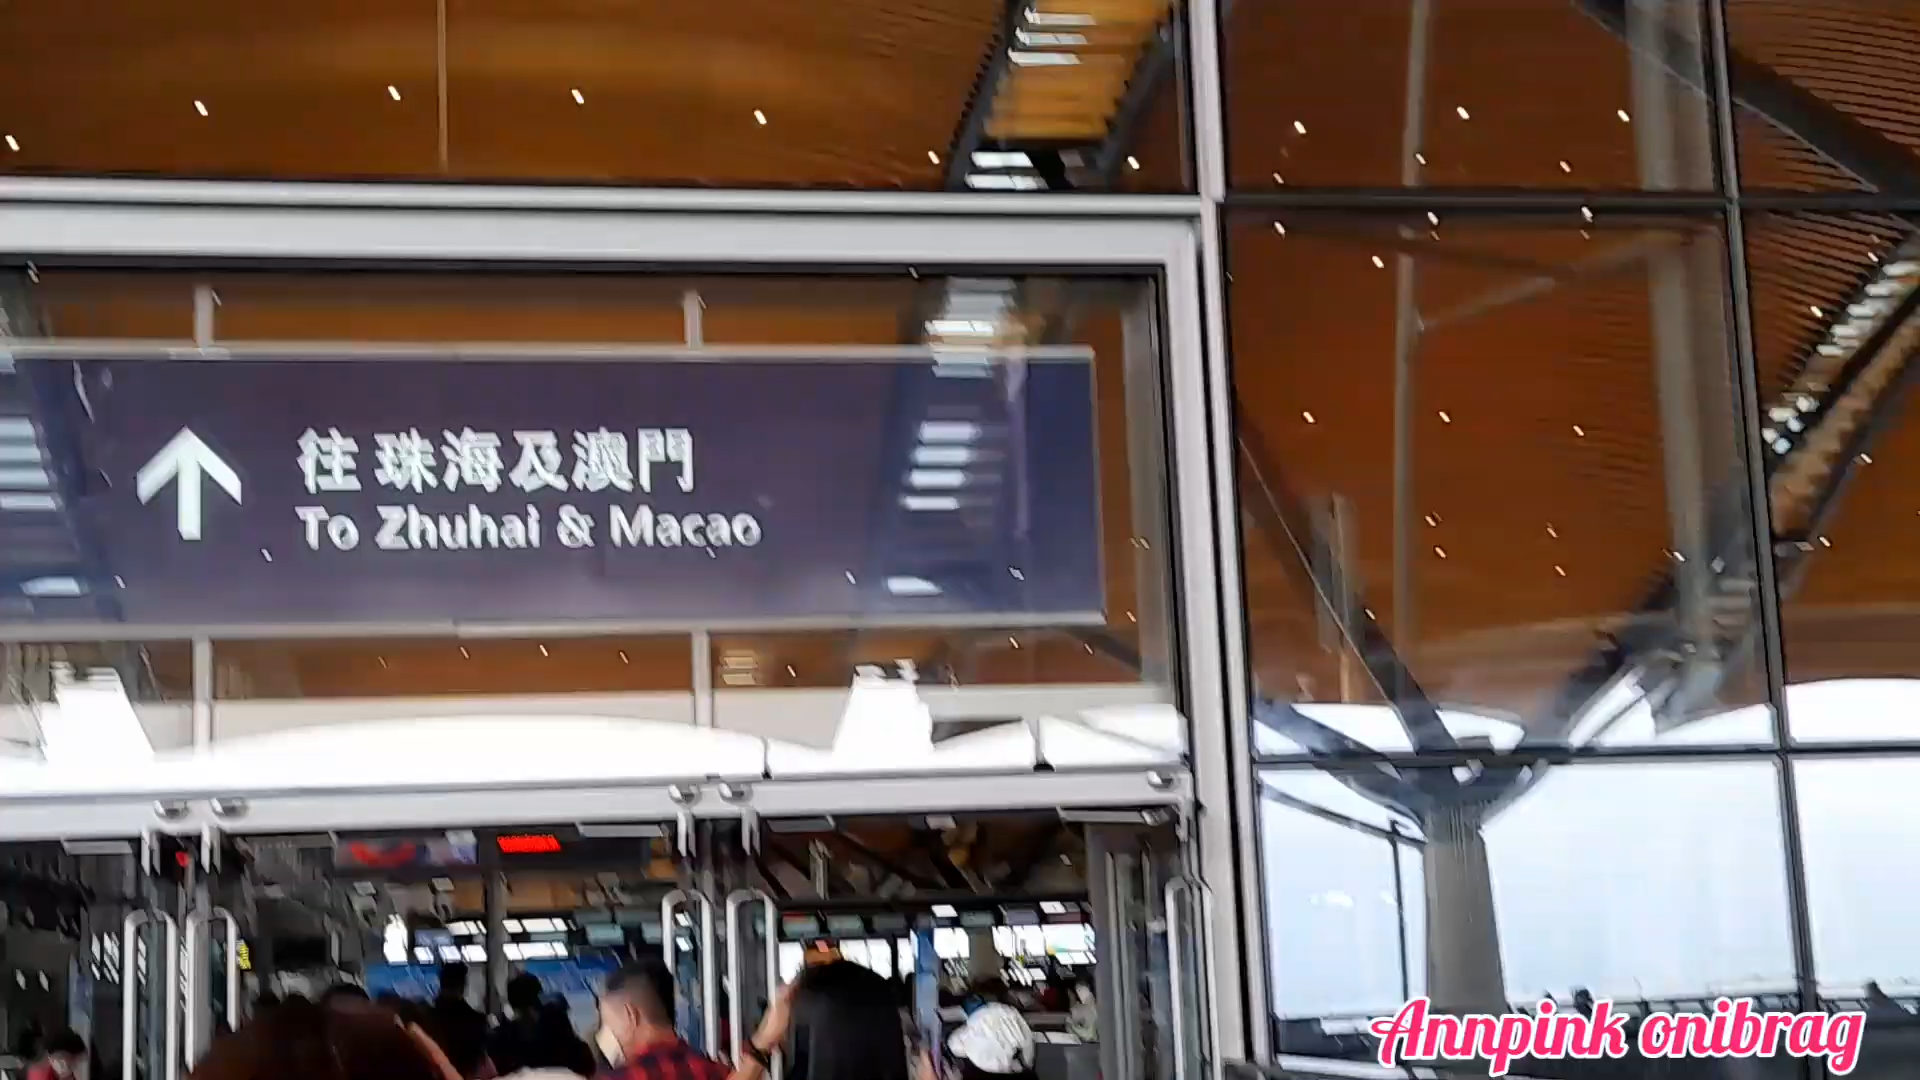 往 珠海及澳門
To Zhuhai & Macao
Annpink onibrag